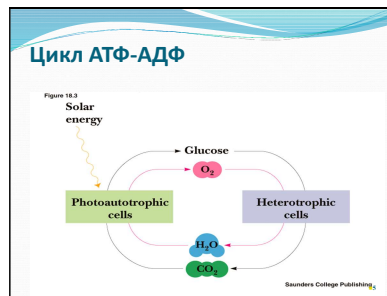 Цикл АТФ-АДФ
Figure 18.3
Solar
energy
Glucose
O₂
Photoautotrophic
cells
Heterotrophic
cells
H₂O
CO₂
Saunders College Publishing